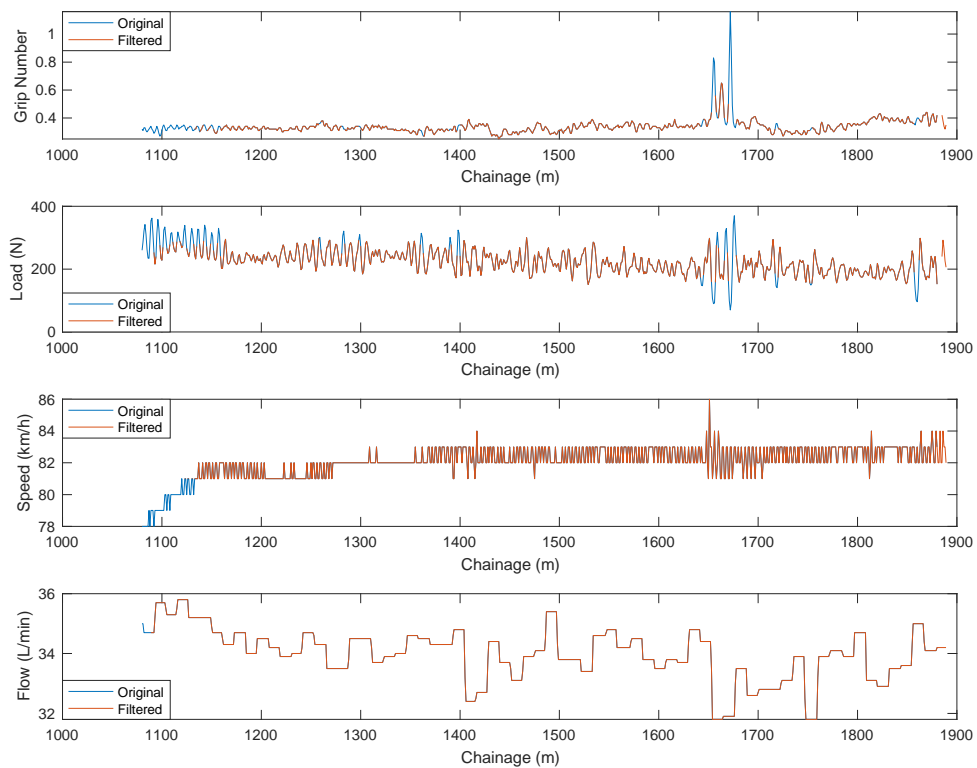 1
0.8
0.6
0.4
Grip Number
Original
Filtered
1000 1100 1200 1300 1400 1500 1600 1700 1800 1900
Chainage (m)
400
200
0
Load (N)
Original
Filtered
1000 1100 1200 1300 1400 1500 1600 1700 1800 1900
Chainage (m)
86
84
82
80
78
Speed (km/h)
Original
Filtered
1000 1100 1200 1300 1400 1500 1600 1700 1800 1900
Chainage (m)
36
34
32
Flow (L/min)
Original
Filtered
1000 1100 1200 1300 1400 1500 1600 1700 1800 1900
Chainage (m)